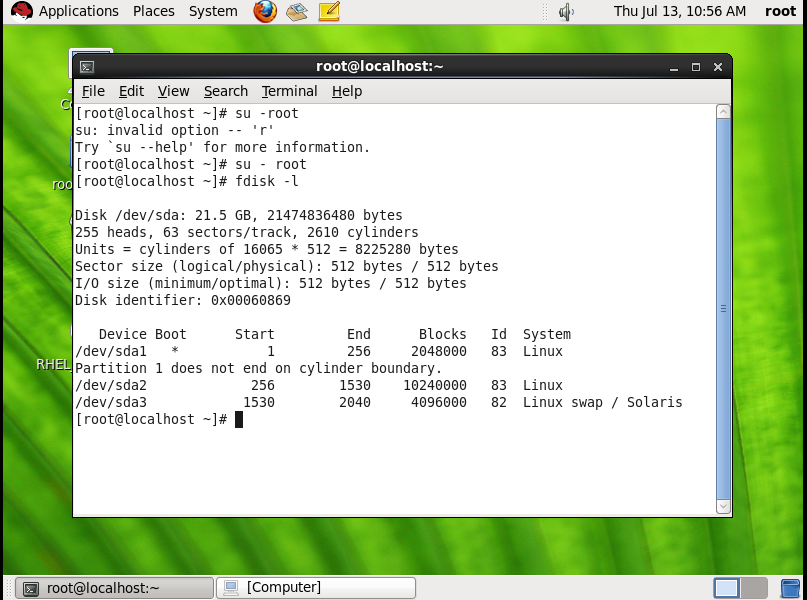 Applications Places System Thu Jul 13, 10:56 AM root
root@localhost:~
File Edit View Search Terminal Help
[root@localhost ~]# su -root
su: invalid option -- 'r'
Try `su --help' for more information.
[root@localhost ~]# su - root
[root@localhost ~]# fdisk -l
Disk /dev/sda: 21.5 GB, 21474836480 bytes
255 heads, 63 sectors/track, 2610 cylinders
Units = cylinders of 16065 * 512 = 8225280 bytes
Sector size (logical/physical): 512 bytes / 512 bytes
I/O size (minimum/optimal): 512 bytes / 512 bytes
Disk identifier: 0x00060869
Device Boot Start End Blocks Id System
/dev/sda1 * 1 256 2048000 83 Linux
Partition 1 does not end on cylinder boundary.
/dev/sda2 256 1530 10240000 83 Linux
/dev/sda3 1530 2040 4096000 82 Linux swap / Solaris
[root@localhost ~]#
RHEL
root@localhost:~ [Computer]